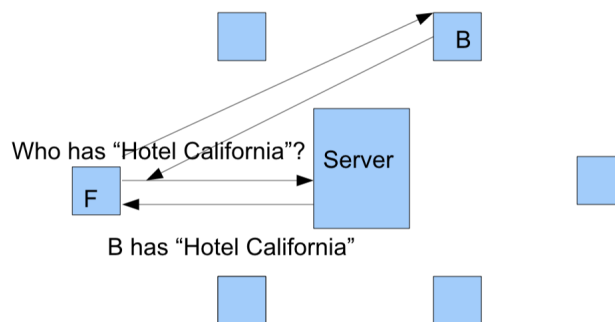 B
Who has “Hotel California”?
Server
F
B has “Hotel California”